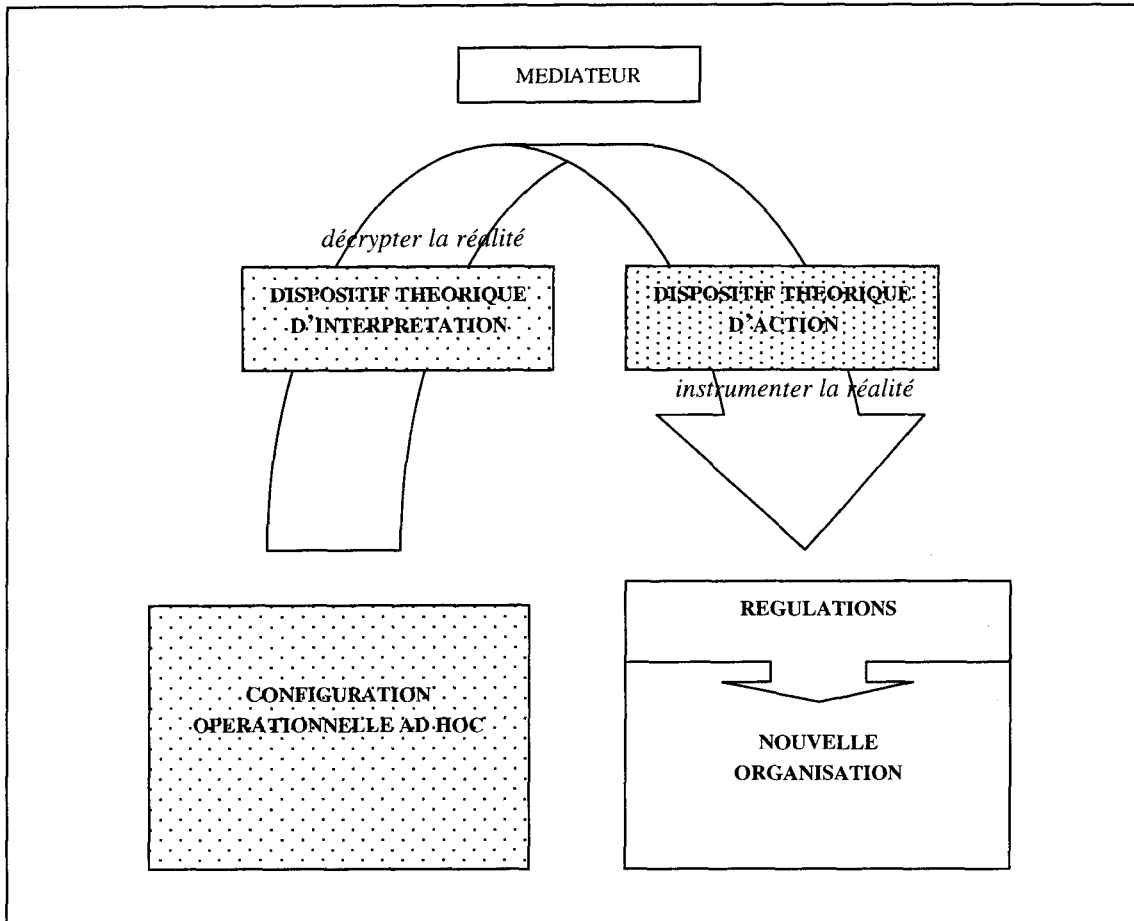 MEDIATEUR
décrypter la réalité
DISPOSITIF THEORIQUE
D'INTERPRETATION
DISPOSITIF THEORIQUE
D'ACTION
instrumenter la réalité
CONFIGURATION
OPERATIONNELLE AD HOC
REGULATIONS
NOUVELLE
ORGANISATION